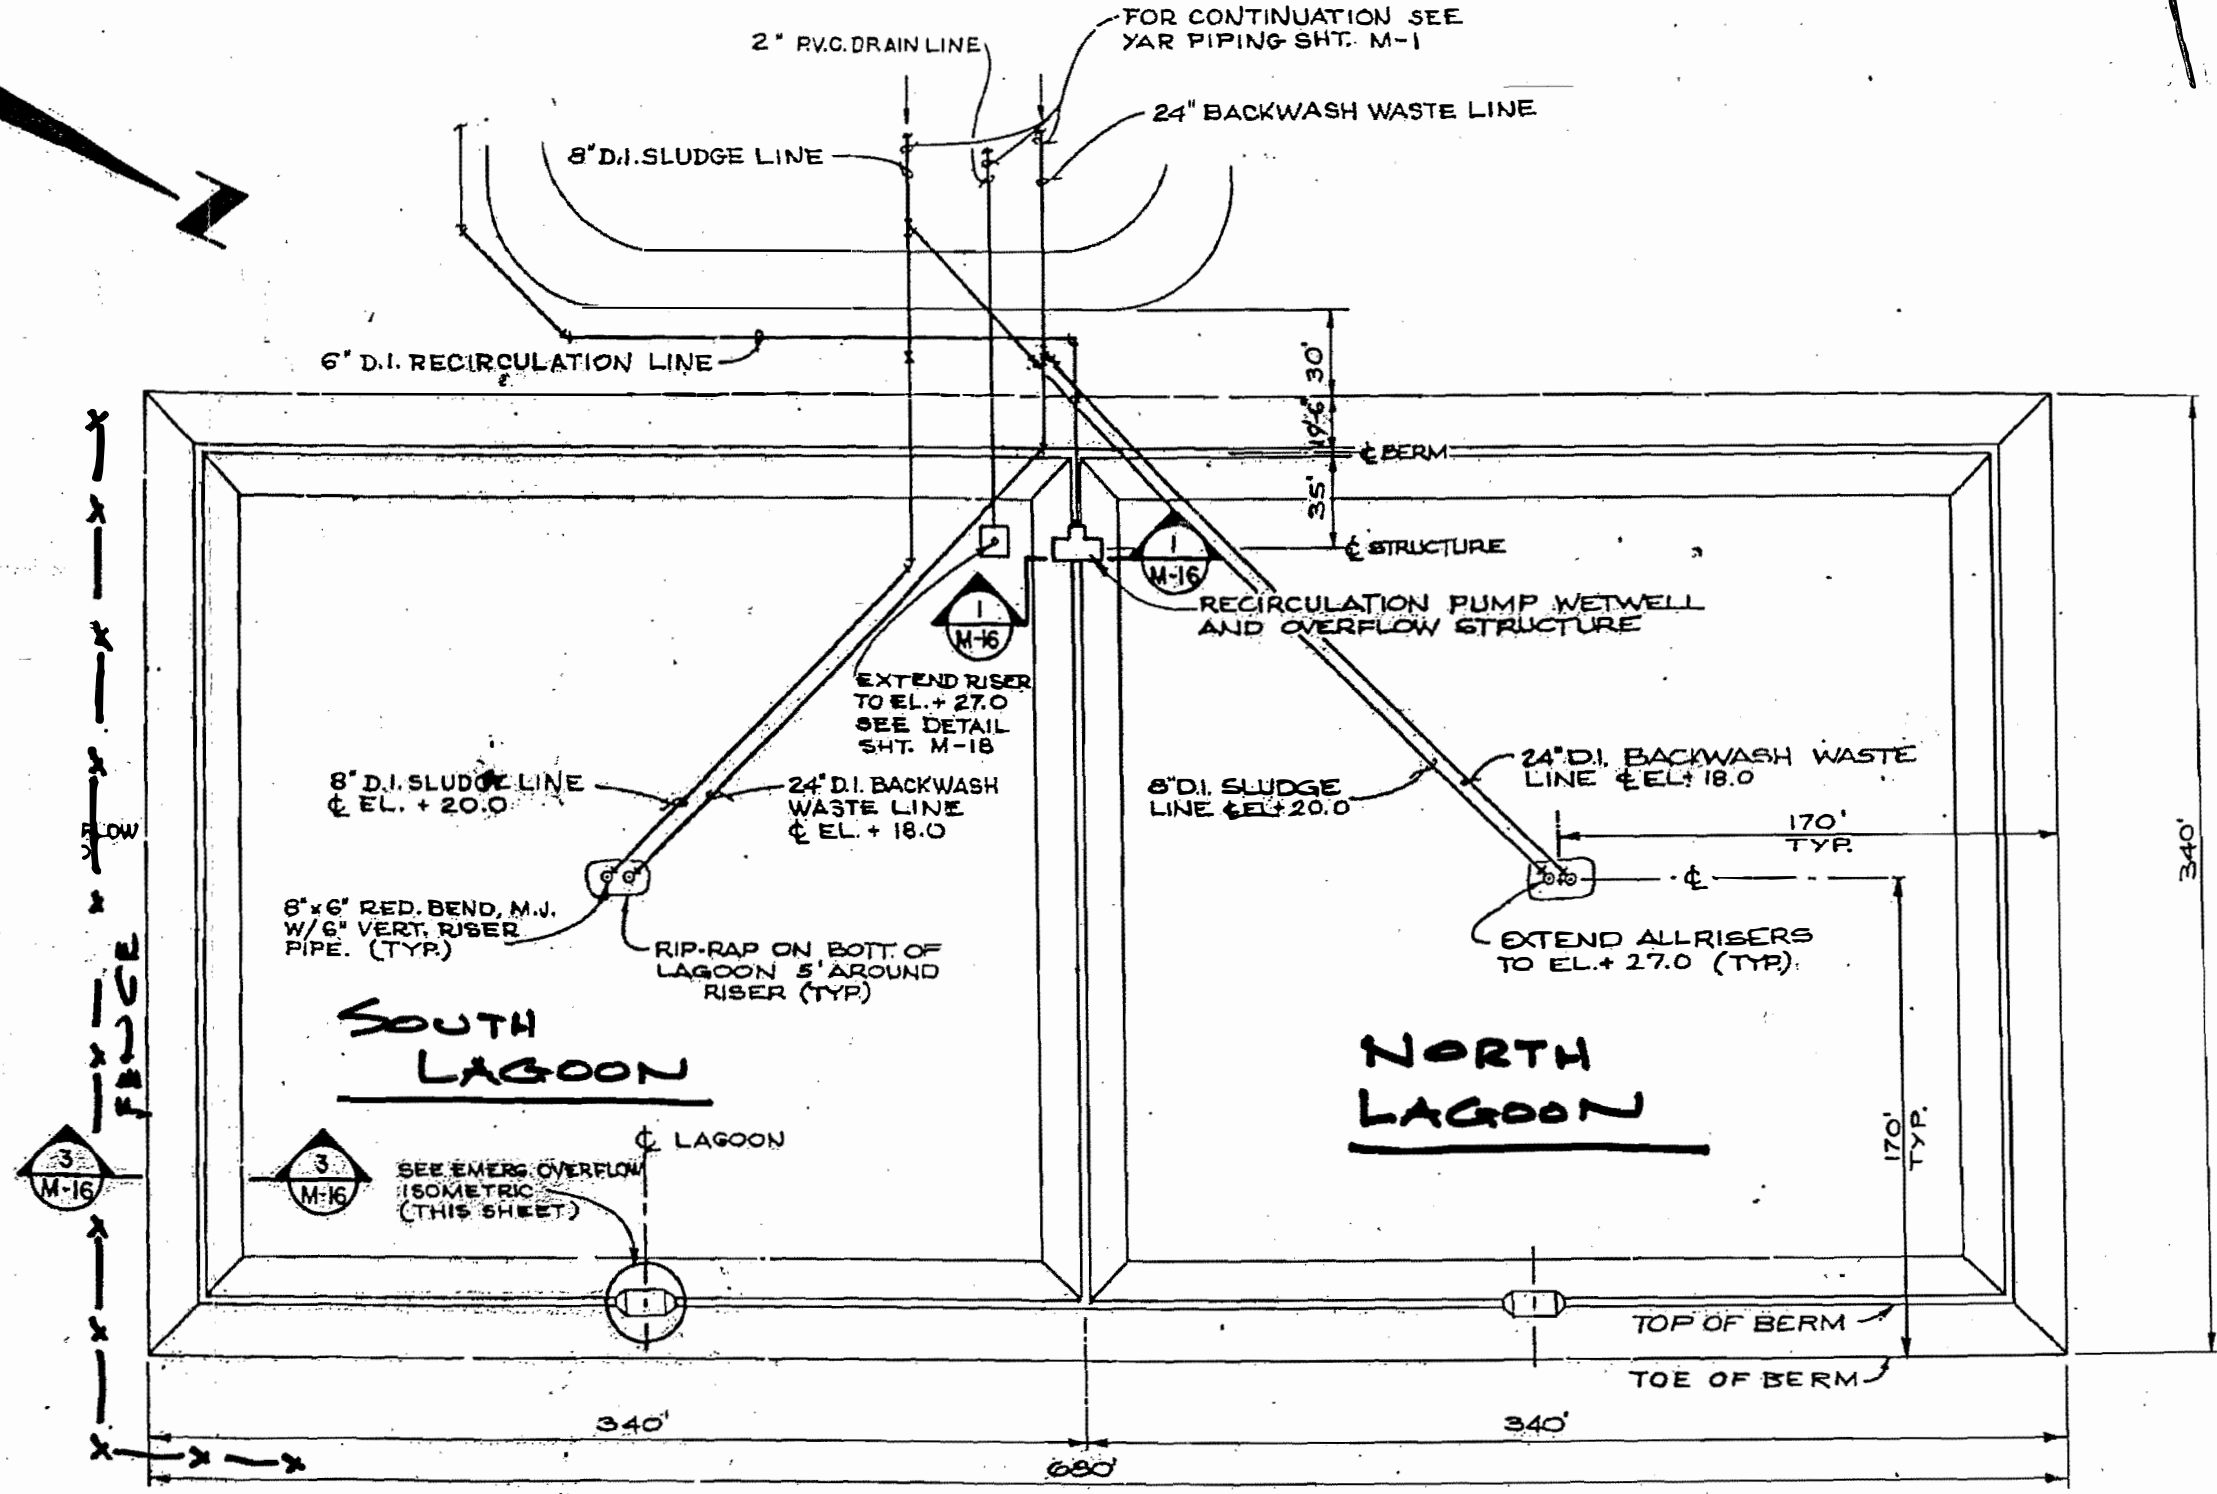 FOR CONTINUATION SEE
YAR PIPING SHT. M-1
2" P.V.C. DRAIN LINE
24" BACKWASH WASTE LINE
8" D.I. SLUDGE LINE
6" D.I. RECIRCULATION LINE
30'
19'-6"
35'
℄ BERM
℄ STRUCTURE
1
M-16
1
M-16
RECIRCULATION PUMP WETWELL
AND OVERFLOW STRUCTURE
EXTEND RISER
TO EL. + 27.0
SEE DETAIL
SHT. M-18
8" D.I. SLUDGE LINE
℄ EL. + 20.0
24" D.I. BACKWASH
WASTE LINE
℄ EL. + 18.0
8" D.I. SLUDGE
LINE ℄ EL+ 20.0
24" D.I. BACKWASH WASTE
LINE ℄ EL+ 18.0
170'
TYP.
340'
FLOW
℄
8" x 6" RED. BEND, M.J.
W/6" VERT. RISER
PIPE. (TYP.)
RIP-RAP ON BOTT. OF
LAGOON 5' AROUND
RISER (TYP.)
EXTEND ALL RISERS
TO EL. + 27.0 (TYP.)
FENCE
SOUTH
LAGOON
NORTH
LAGOON
170'
TYP.
℄ LAGOON
3
M-16
3
M-16
SEE EMERG OVERFLOW
ISOMETRIC
(THIS SHEET)
TOP OF BERM
TOE OF BERM
340'
340'
680'